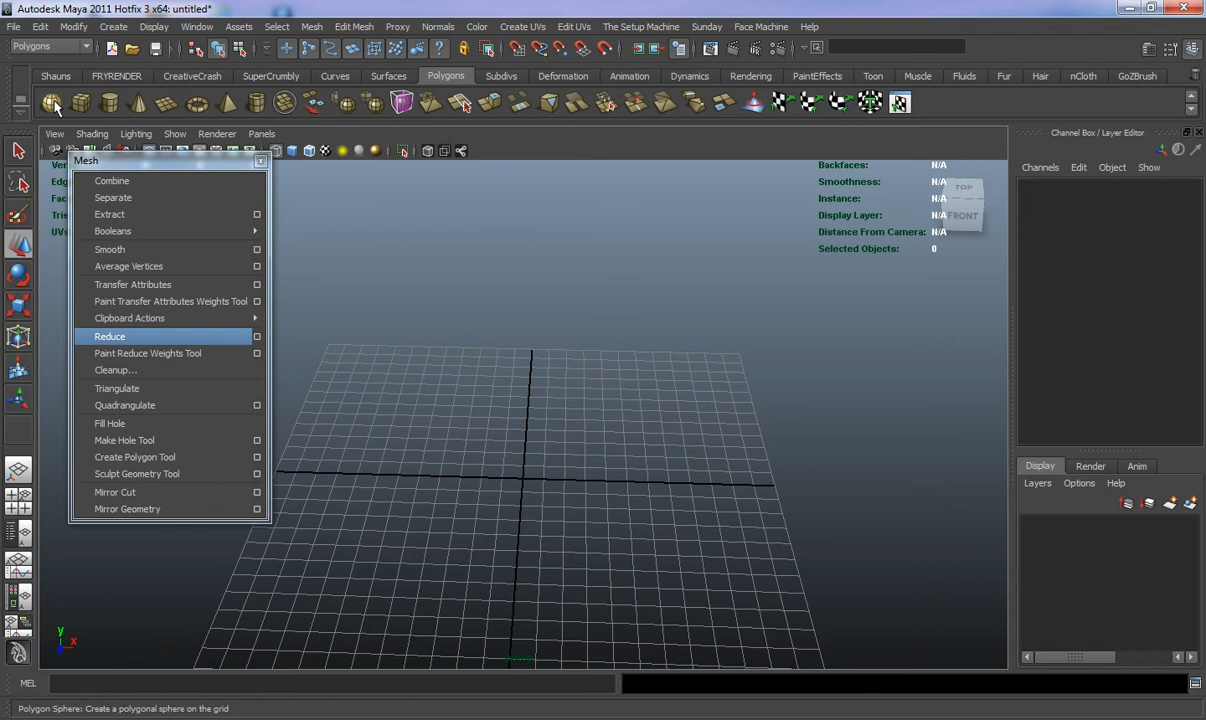 Autodesk Maya 2011 Hotfix 3 x64: untitled*
File Edit Modify Create Display Window Assets Select Mesh Edit Mesh Proxy Normals Color Create UVs Edit UVs The Setup Machine Sunday Face Machine Help
Polygons
Shauns FRYRENDER CreativeCrash SuperCrumbly Curves Surfaces Polygons Subdivs Deformation Animation Dynamics Rendering PaintEffects Toon Muscle Fluids Fur Hair nCloth GoZBrush
View Shading Lighting Show Renderer Panels
Channel Box / Layer Editor
Channels Edit Object Show
Mesh
Combine
Separate
Extract
Booleans
Smooth
Average Vertices
Transfer Attributes
Paint Transfer Attributes Weights Tool
Clipboard Actions
Reduce
Paint Reduce Weights Tool
Cleanup...
Triangulate
Quadrangulate
Fill Hole
Make Hole Tool
Create Polygon Tool
Sculpt Geometry Tool
Mirror Cut
Mirror Geometry
Backfaces: N/A
Smoothness: N/A
Instance: N/A
Display Layer: N/A
Distance From Camera: N/A
Selected Objects: 0
TOP
FRONT
Display Render Anim
Layers Options Help
y
x
MEL
Polygon Sphere: Create a polygonal sphere on the grid